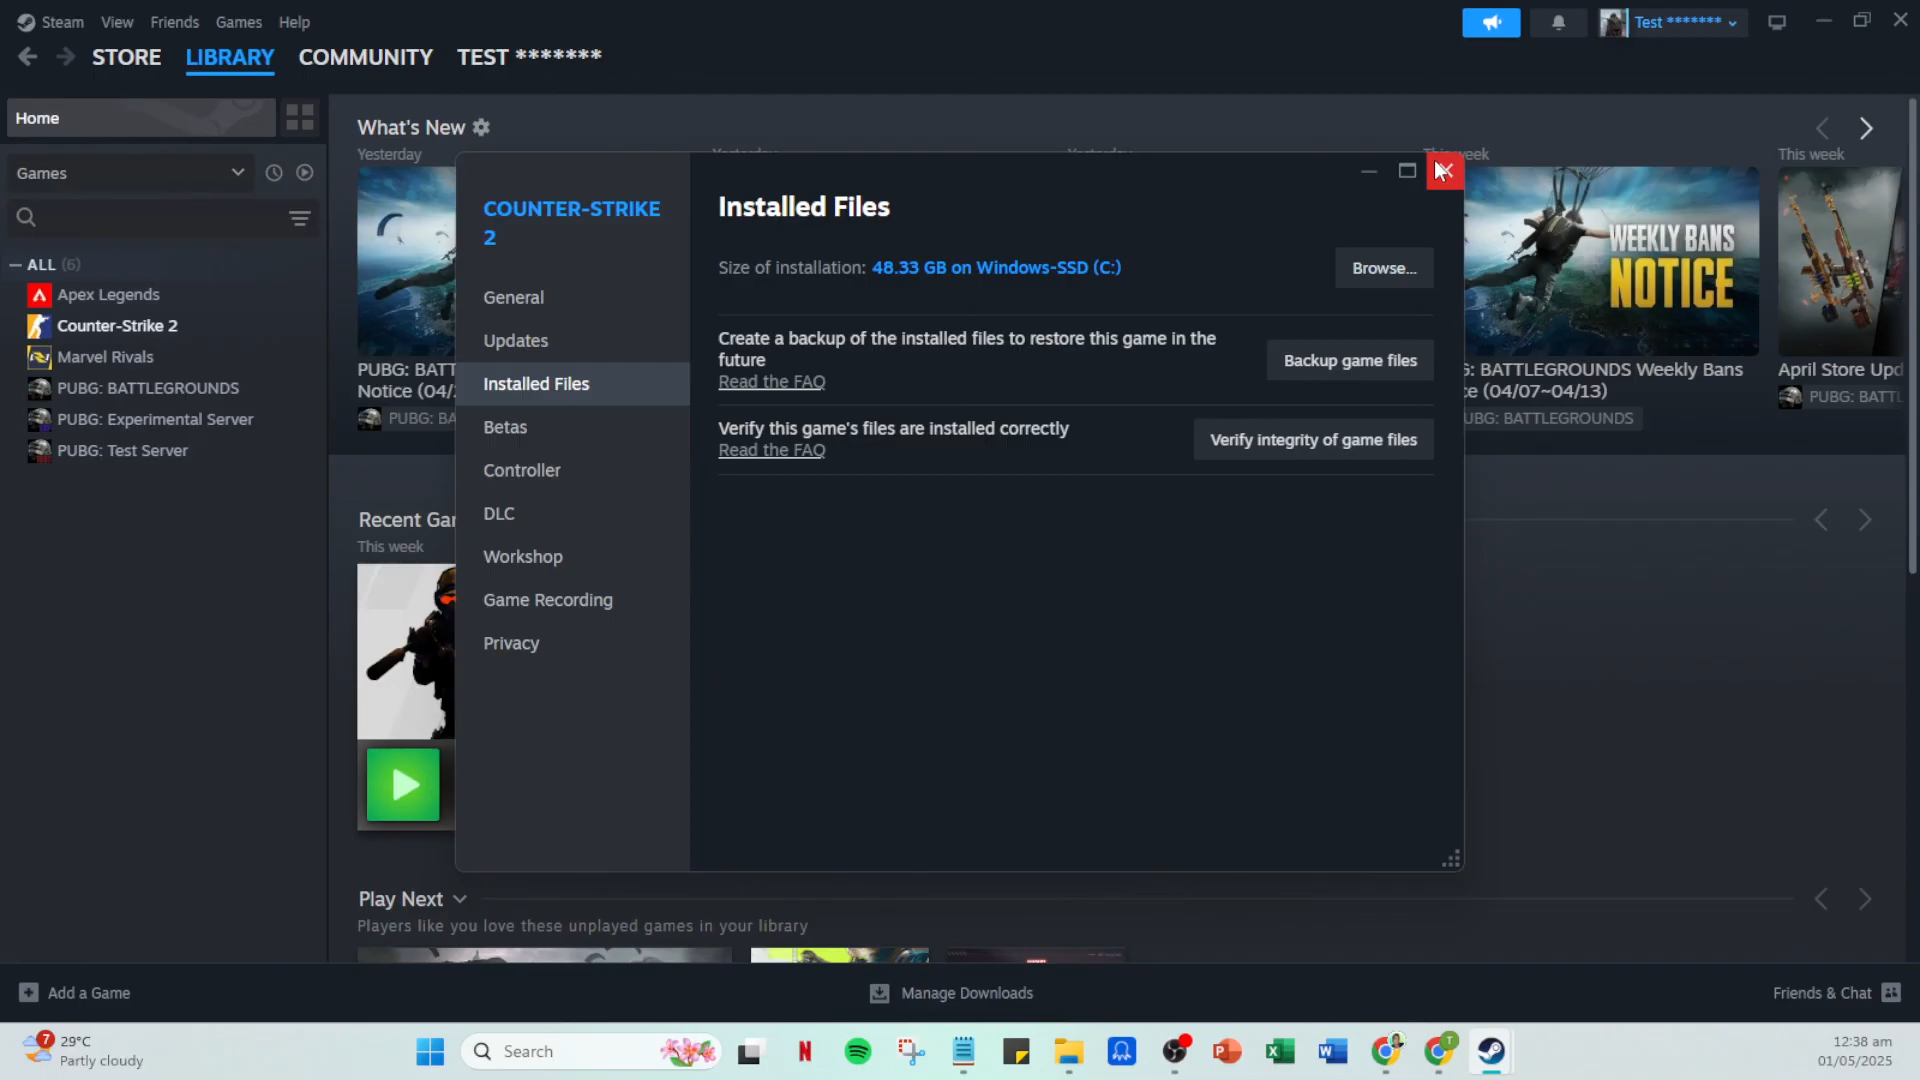 Steam View Friends Games Help
Test *******
STORE LIBRARY COMMUNITY TEST *******
Home
Games
ALL (6)
Apex Legends
Counter-Strike 2
Marvel Rivals
PUBG: BATTLEGROUNDS
PUBG: Experimental Server
PUBG: Test Server
What's New
Yesterday
This week
WEEKLY BANS
NOTICE
PUBG: BATT
Notice (04/
PUBG: BA
G: BATTLEGROUNDS Weekly Bans
ce (04/07~04/13)
UBG: BATTLEGROUNDS
April Store Upd
PUBG: BATTL
COUNTER-STRIKE
2
General
Updates
Installed Files
Betas
Controller
DLC
Workshop
Game Recording
Privacy
Installed Files
Size of installation: 48.33 GB on Windows-SSD (C:)
Browse...
Create a backup of the installed files to restore this game in the
future
Read the FAQ
Backup game files
Verify this game's files are installed correctly
Read the FAQ
Verify integrity of game files
Recent Gar
This week
Play Next
Players like you love these unplayed games in your library
Add a Game
Manage Downloads
Friends & Chat
7
29°C
Partly cloudy
Search
12:38 am
01/05/2025